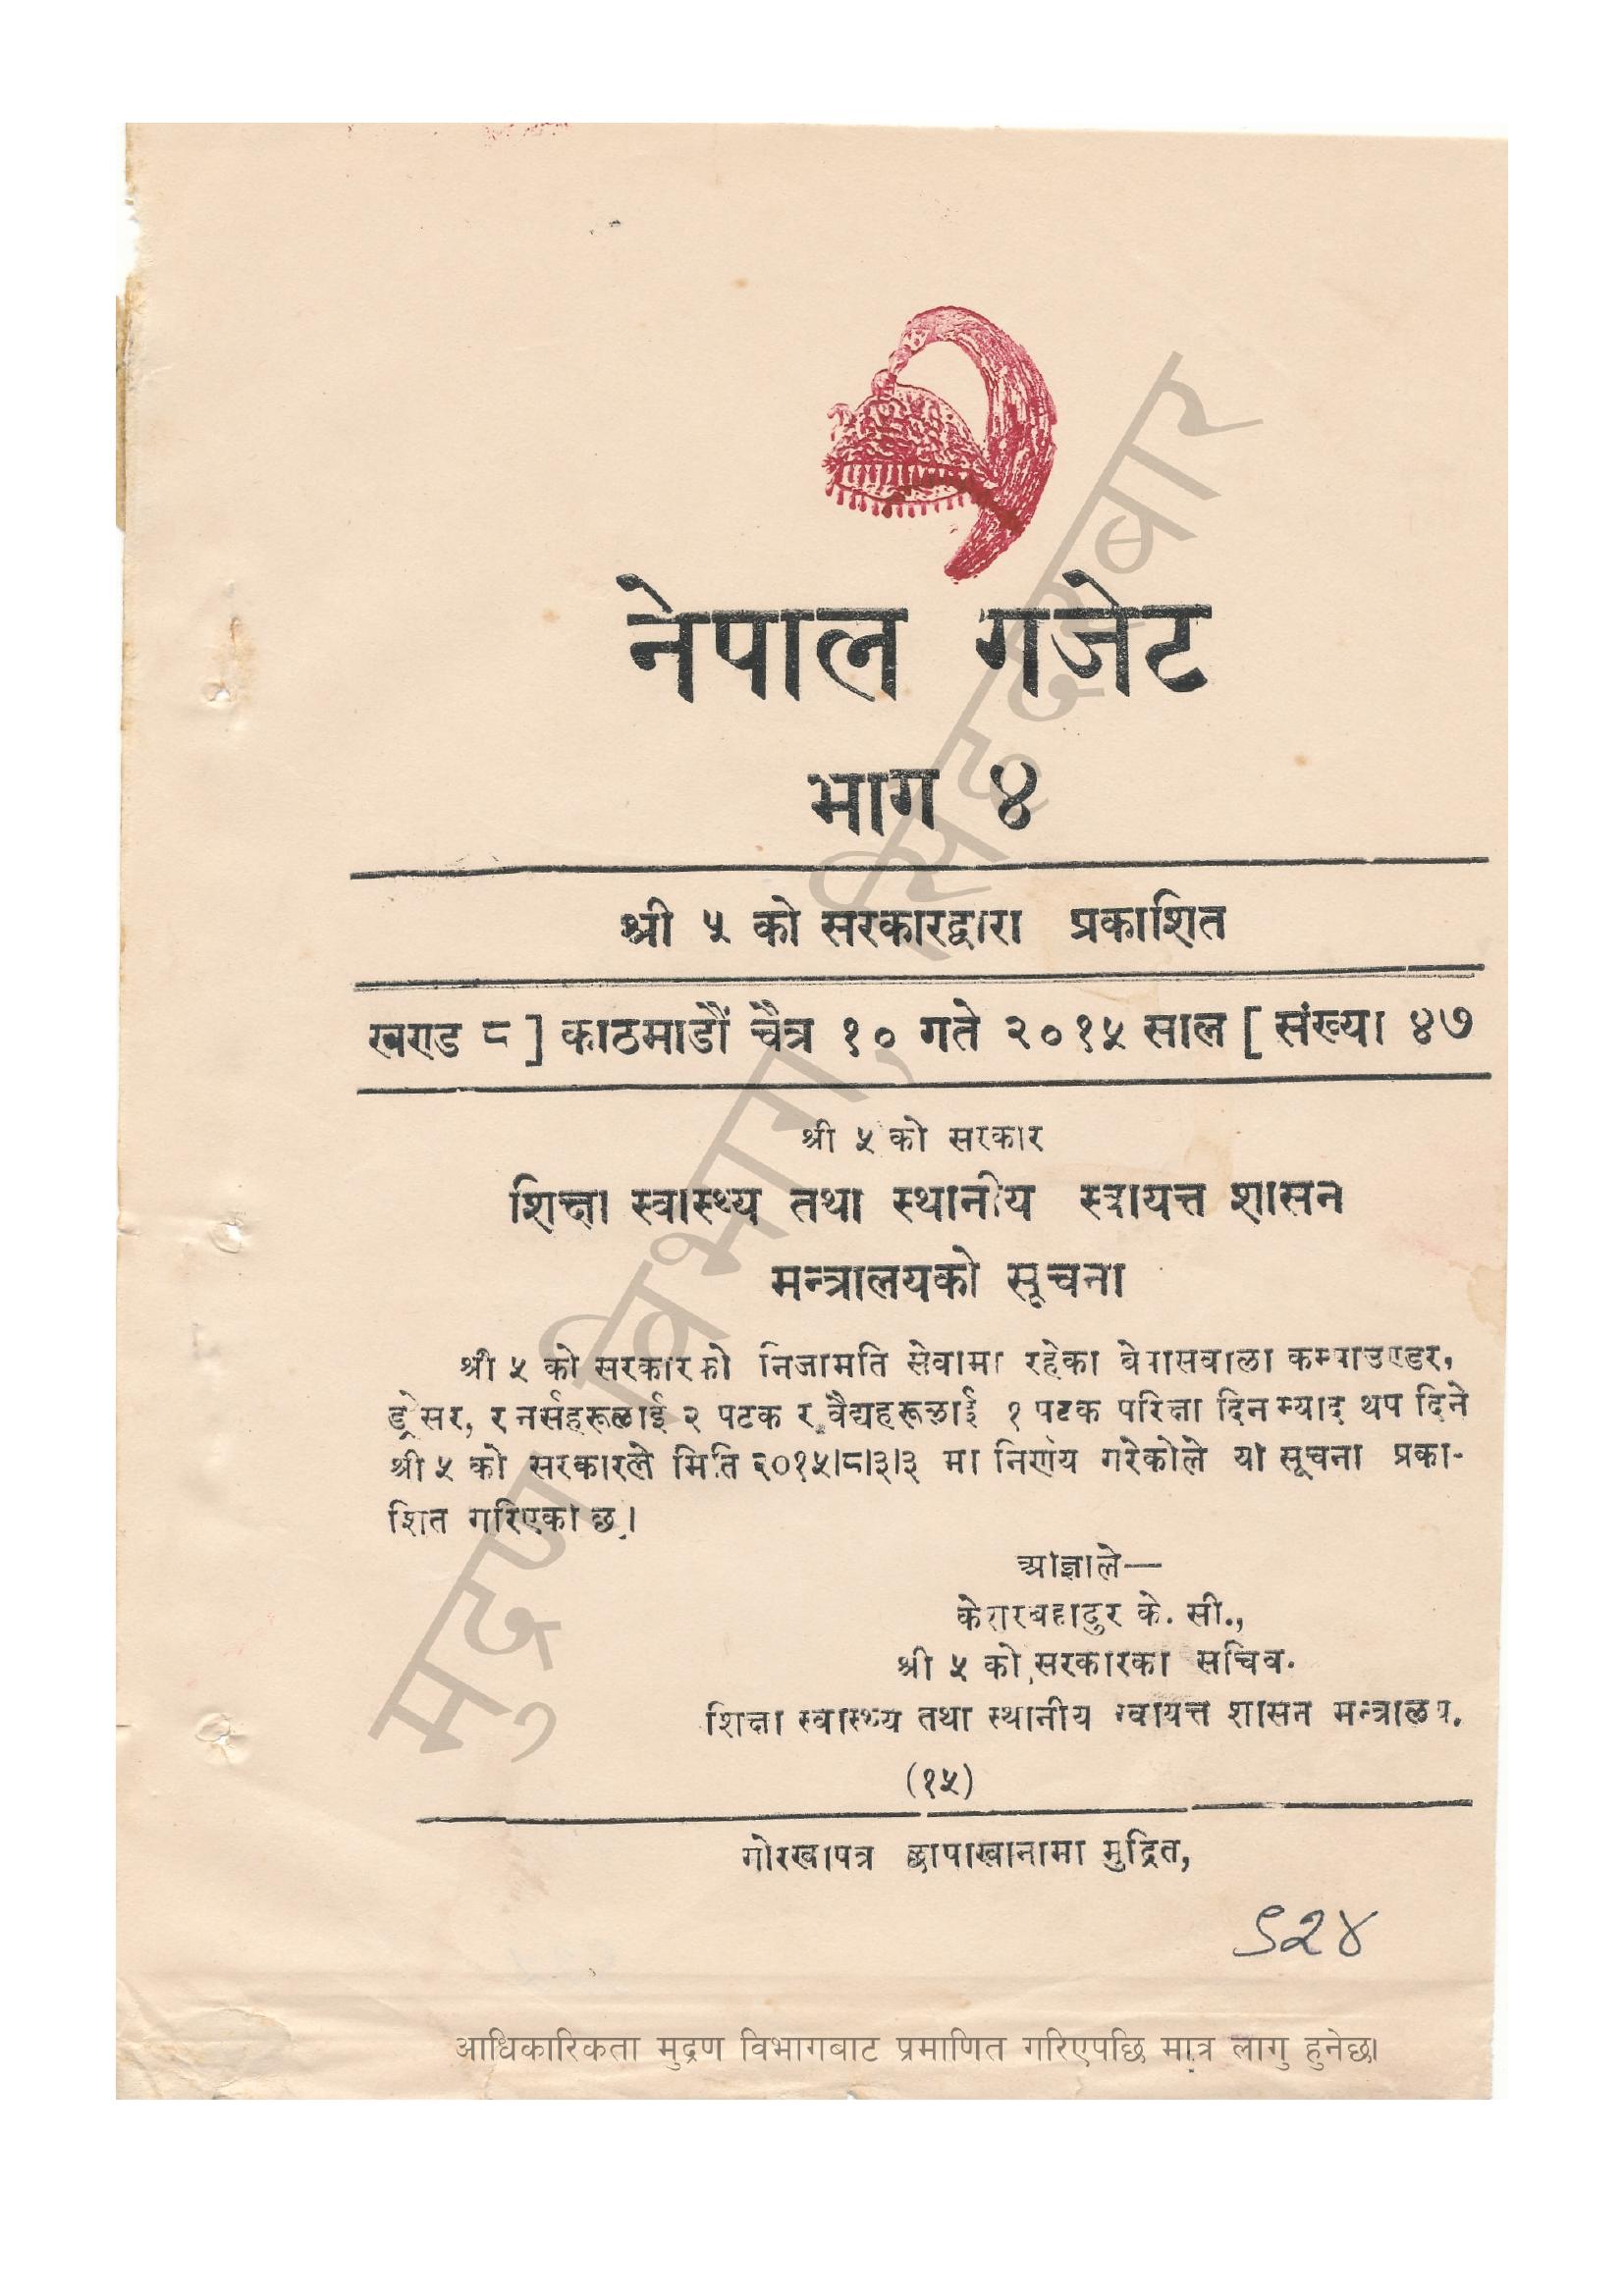 नेपाल गजेट
भाग ४
श्री ५ को सरकारद्वारा प्रकाशित
खण्ड ८ ] काठमाडौं चैत्र १० गते २०१५ साल [ संख्या ४७
श्री ५ को सरकार
शिक्षा स्वास्थ्य तथा स्थानीय स्वायत्त शासन
मन्त्रालयको सूचना
श्री ५ को सरकारको निजामति सेवामा रहेका कम्पाउण्डर,
ड्रेसर, र नर्सहरूलाई २ पटक र वैद्यहरूलाई १ पटक परिक्षा दिन म्याद थप दिने
श्री ५ को सरकारले मिति २०१५।८।३।३ मा निर्णय गरेकोले यो सूचना प्रका-
शित गरिएको छ।
आज्ञाले—
केशरबहादुर के. सी.,
श्री ५ को सरकारका सचिव.
शिक्षा स्वास्थ्य तथा स्थानीय स्वायत्त शासन मन्त्रालय.
(१५)
गोरखापत्र छापाखानामा मुद्रित,
९२४
आधिकारिकता मुद्रण विभागबाट प्रमाणित गरिएपछि मात्र लागु हुनेछ।
मुद्रण विभाग, सिंहदरबार